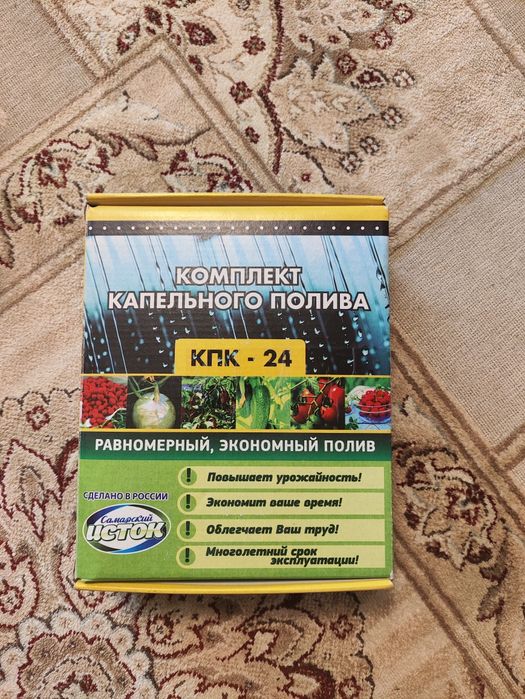 КОМПЛЕКТ
КАПЕЛЬНОГО ПОЛИВА
КПК - 24
РАВНОМЕРНЫЙ, ЭКОНОМНЫЙ ПОЛИВ
СДЕЛАНО В РОССИИ
Самарский
ИСТОК
! Повышает урожайность!
! Экономит ваше время!
! Облегчает Ваш труд!
! Многолетний срок
эксплуатации!